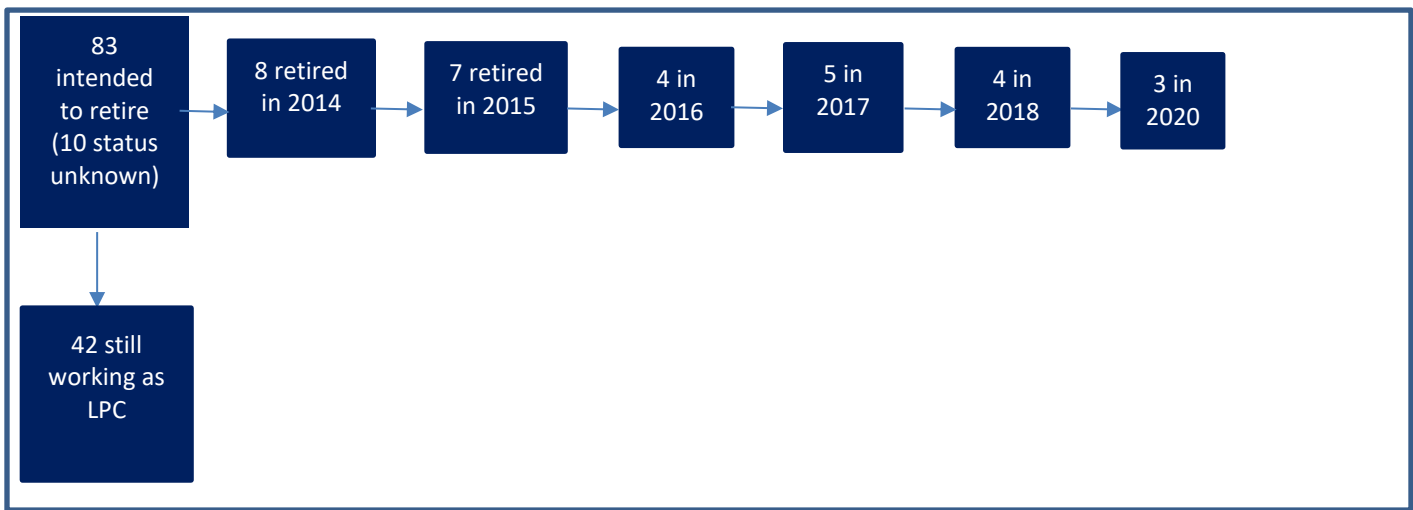 83
intended
to retire
(10 status
unknown)
8 retired
in 2014
7 retired
in 2015
4 in
2016
5 in
2017
4 in
2018
3 in
2020
42 still
working as
LPC